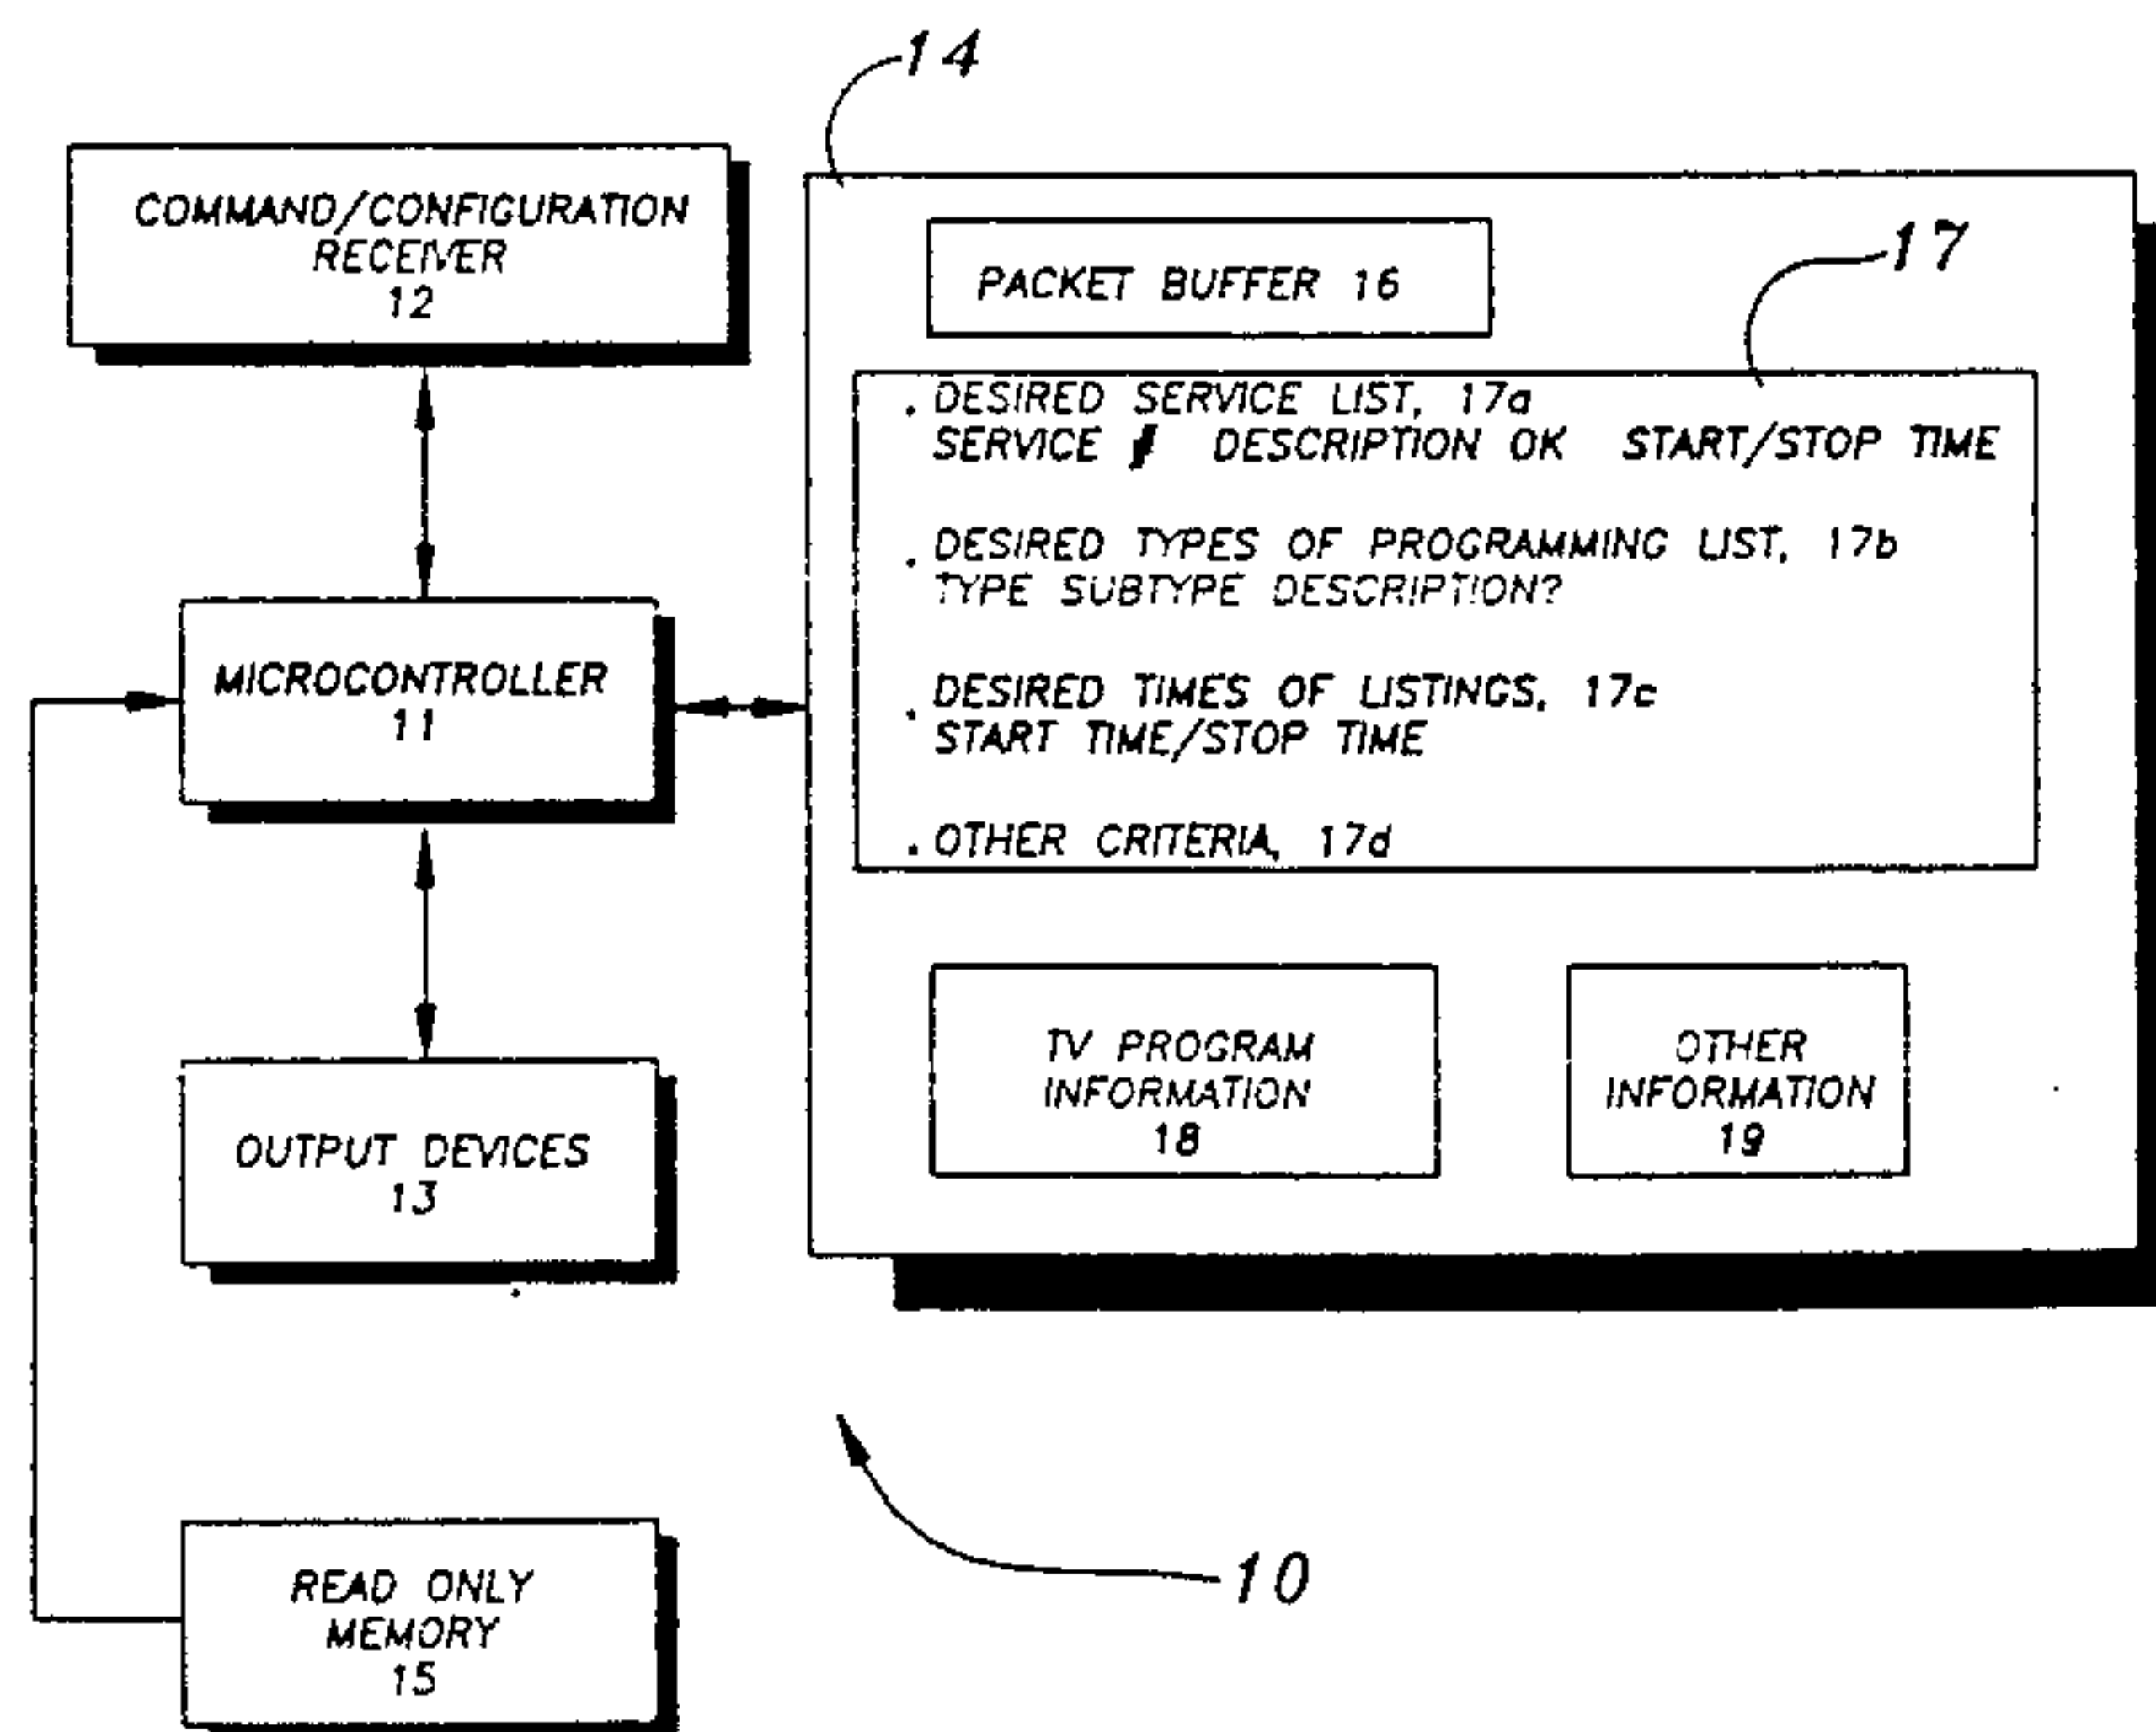 14
COMMAND/CONFIGURATION
RECEIVER
12
PACKET BUFFER 16
17
. DESIRED SERVICE LIST, 17a
SERVICE # DESCRIPTION OK START/STOP TIME
. DESIRED TYPES OF PROGRAMMING LIST, 17b
TYPE SUBTYPE DESCRIPTION?
. DESIRED TIMES OF LISTINGS, 17c
START TIME/STOP TIME
. OTHER CRITERIA, 17d
MICROCONTROLLER
11
TV PROGRAM
INFORMATION
18
OTHER
INFORMATION
19
OUTPUT DEVICES
13
READ ONLY
MEMORY
15
10